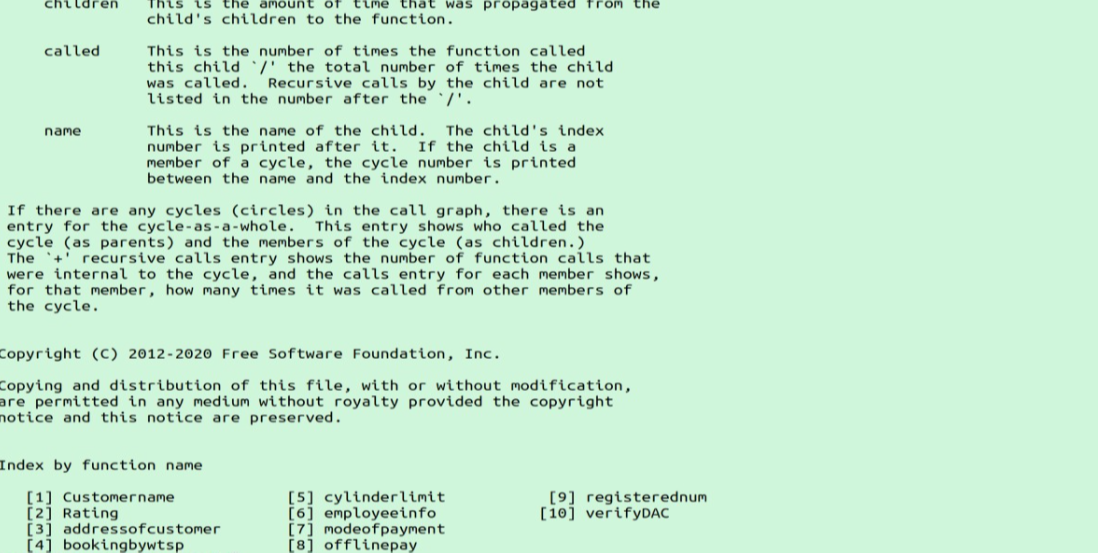 children   This is the amount of time that was propagated from the
child's children to the function.
called     This is the number of times the function called
this child `/' the total number of times the child
was called.  Recursive calls by the child are not
listed in the number after the `/'.
name       This is the name of the child.  The child's index
number is printed after it.  If the child is a
member of a cycle, the cycle number is printed
between the name and the index number.
If there are any cycles (circles) in the call graph, there is an
entry for the cycle-as-a-whole.  This entry shows who called the
cycle (as parents) and the members of the cycle (as children.)
The `+' recursive calls entry shows the number of function calls that
were internal to the cycle, and the calls entry for each member shows,
for that member, how many times it was called from other members of
the cycle.
Copyright (C) 2012-2020 Free Software Foundation, Inc.
Copying and distribution of this file, with or without modification,
are permitted in any medium without royalty provided the copyright
notice and this notice are preserved.
Index by function name
[1] Customername            [5] cylinderlimit           [9] registerednum
[2] Rating                  [6] employeeinfo           [10] verifyDAC
[3] addressofcustomer       [7] modeofpayment
[4] bookingbywtsp           [8] offlinepay